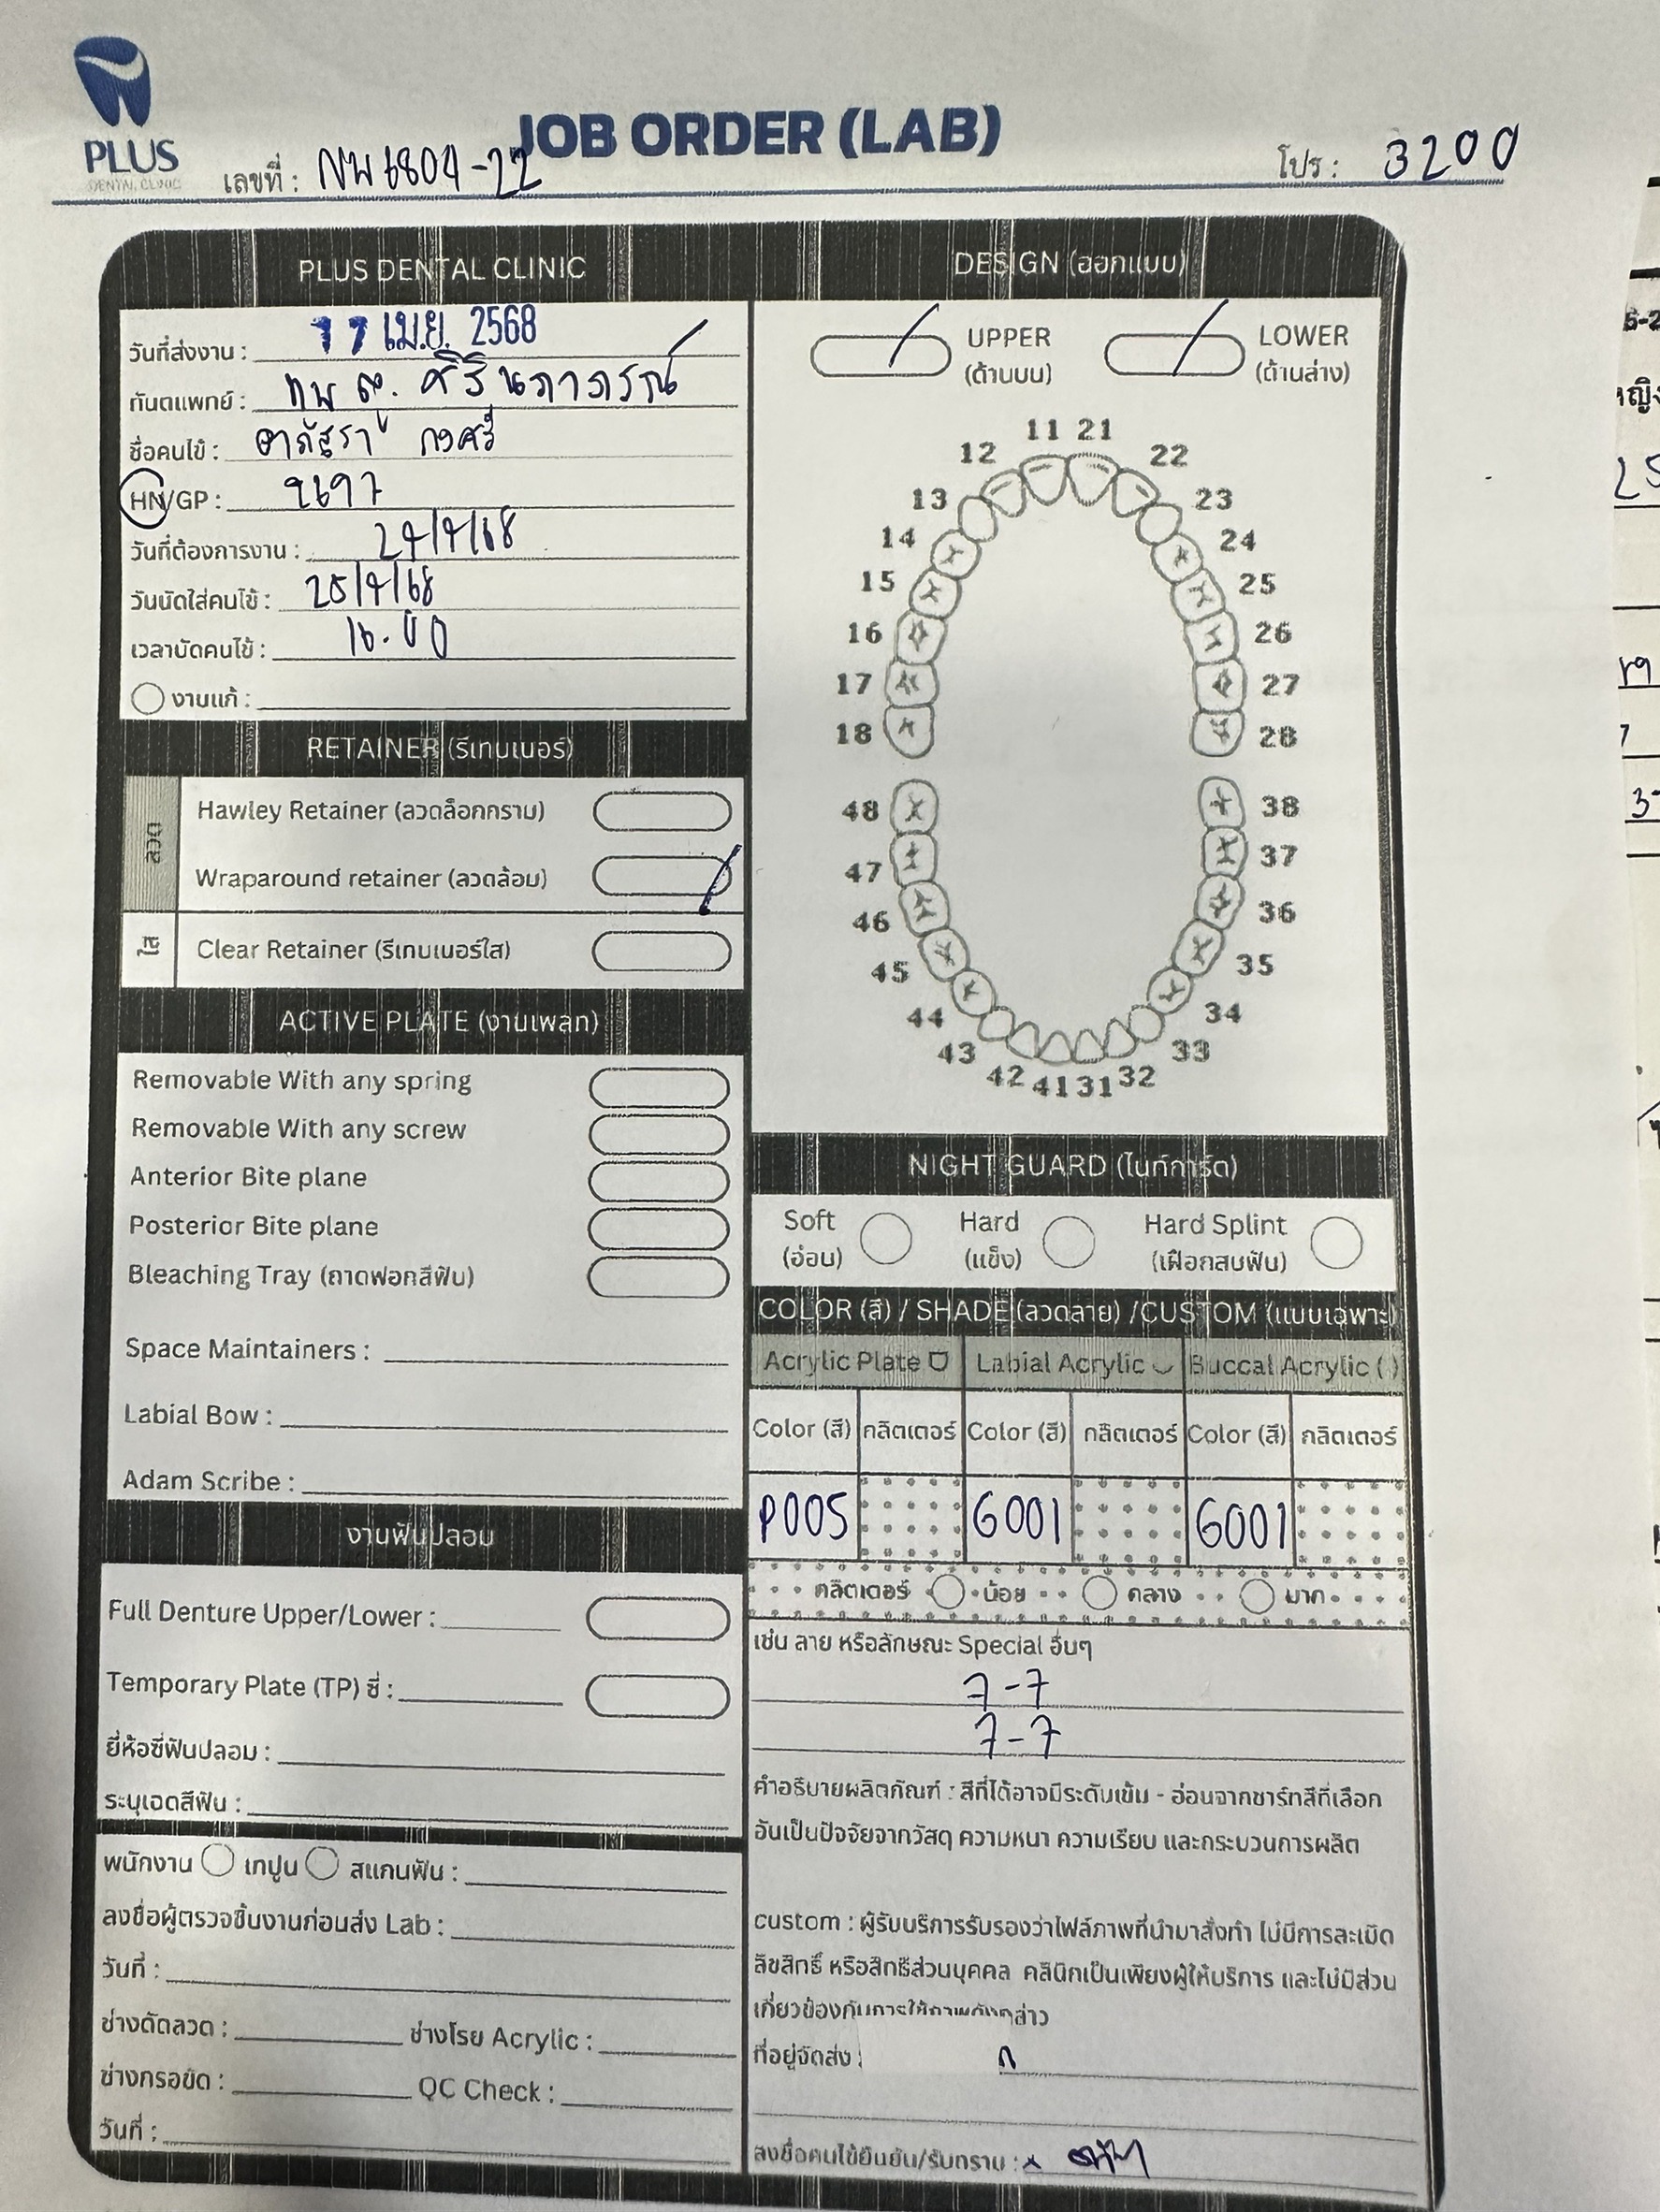 PLUS
DENTAL CLINIC
JOB ORDER (LAB)
เลขที่ : NW6804-22
โปร : 3200
PLUS DENTAL CLINIC
วันที่ส่งงาน : 17 เม.ย. 2568
ทันตแพทย์ : ทพญ. ศิรินภาภรณ์
ชื่อคนไข้ :
HN/GP : 2697
วันที่ต้องการงาน : 24/4/68
วันนัดใส่คนไข้ : 25/4/68
เวลานัดคนไข้ : 16.00
งานแก้ :
RETAINER (รีเทนเนอร์)
ลวด
Hawley Retainer (ลวดล็อกกราม)
Wraparound retainer (ลวดล้อม)
ใส
Clear Retainer (รีเทนเนอร์ใส)
ACTIVE PLATE (งานเพลท)
Removable With any spring
Removable With any screw
Anterior Bite plane
Posterior Bite plane
Bleaching Tray (ถาดฟอกสีฟัน)
Space Maintainers :
Labial Bow :
Adam Scribe :
งานฟันปลอม
Full Denture Upper/Lower :
Temporary Plate (TP) ซี่ :
ยี่ห้อซี่ฟันปลอม :
ระบุเฉดสีฟัน :
พนักงาน เทปูน สแกนฟัน :
ลงชื่อผู้ตรวจชิ้นงานก่อนส่ง Lab :
วันที่ :
ช่างดัดลวด : ช่างโรย Acrylic :
ช่างกรอขัด : QC Check :
วันที่ :
DESIGN (ออกแบบ)
UPPER LOWER
(ด้านบน) (ด้านล่าง)
11 21
12 22
13 23
14 24
15 25
16 26
17 27
18 28
48 38
47 37
46 36
45 35
44 34
43 33
42 41 31 32
NIGHT GUARD (ไนท์การ์ด)
Soft Hard Hard Splint
(อ่อน) (แข็ง) (เฝือกสบฟัน)
COLOR (สี) / SHADE (ลวดลาย) /CUSTOM (แบบเฉพาะ)
Acrylic Plate Labial Acrylic Buccal Acrylic ( )
Color (สี) กลิตเตอร์ Color (สี) กลิตเตอร์ Color (สี) กลิตเตอร์
P005 G001 G001
กลิตเตอร์ น้อย กลาง มาก
เช่น ลาย หรือลักษณะ Special อื่นๆ
7-7
7-7
คำอธิบายผลิตภัณฑ์ : สีที่ได้อาจมีระดับเข้ม - อ่อนจากชาร์ทสีที่เลือก
อันเป็นปัจจัยจากวัสดุ ความหนา ความเรียบ และกระบวนการผลิต
custom : ผู้รับบริการรับรองว่าไฟล์ภาพที่นำมาสั่งทำ ไม่มีการละเมิด
ลิขสิทธิ์ หรือสิทธิส่วนบุคคล คลินิกเป็นเพียงผู้ให้บริการ และไม่มีส่วน
เกี่ยวข้องกับการใช้ภาพดังกล่าว
ที่อยู่จัดส่ง :
ลงชื่อคนไข้ยืนยัน/รับทราบ : x